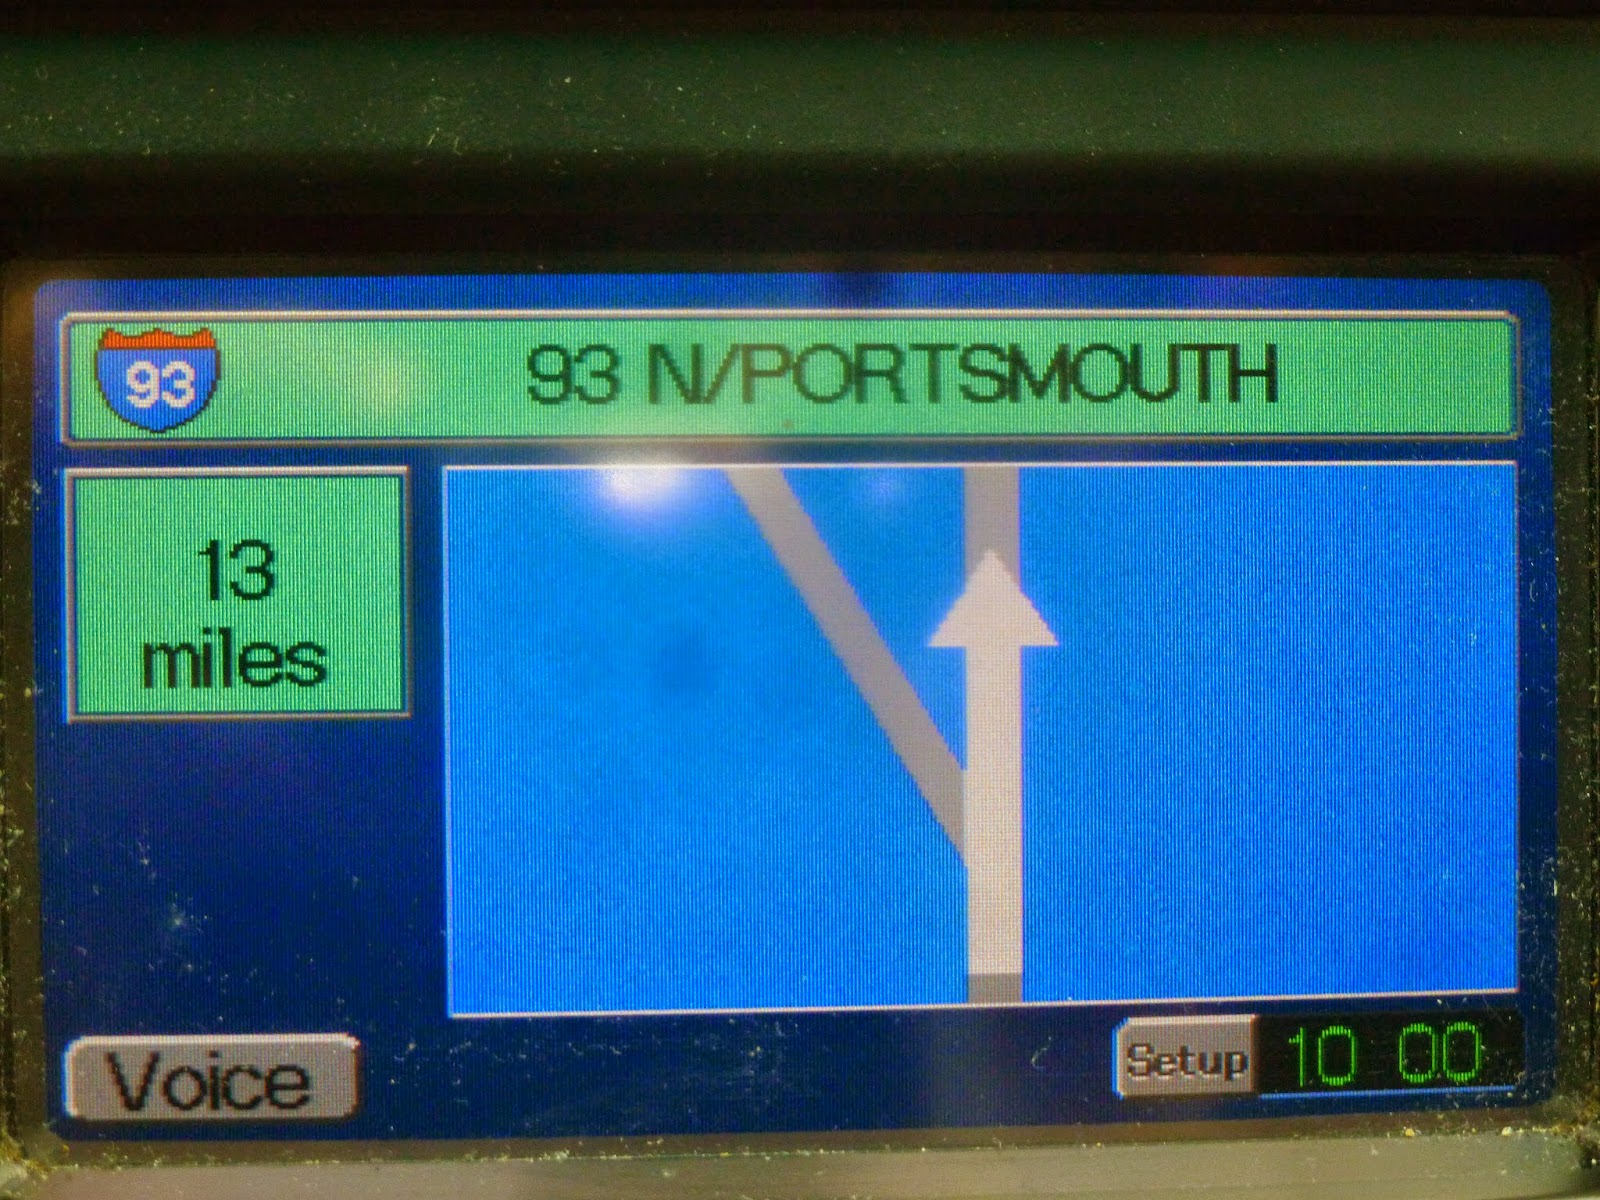 93
93 N/PORTSMOUTH
13
miles
Voice
Setup
10 00